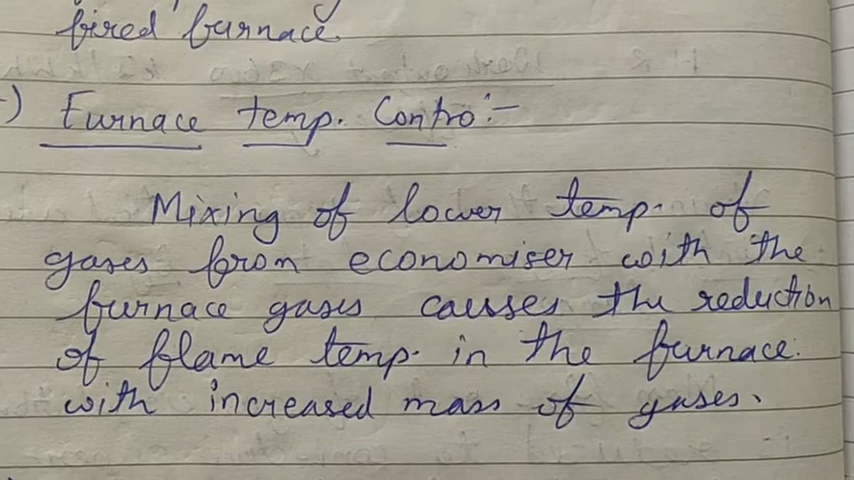 fired furnace
-) Furnace temp. Contro :-
Mixing of lower temp. of
gases from economiser with the
furnace gases causes the reduction
of flame temp. in the furnace.
with increased mass of gases.